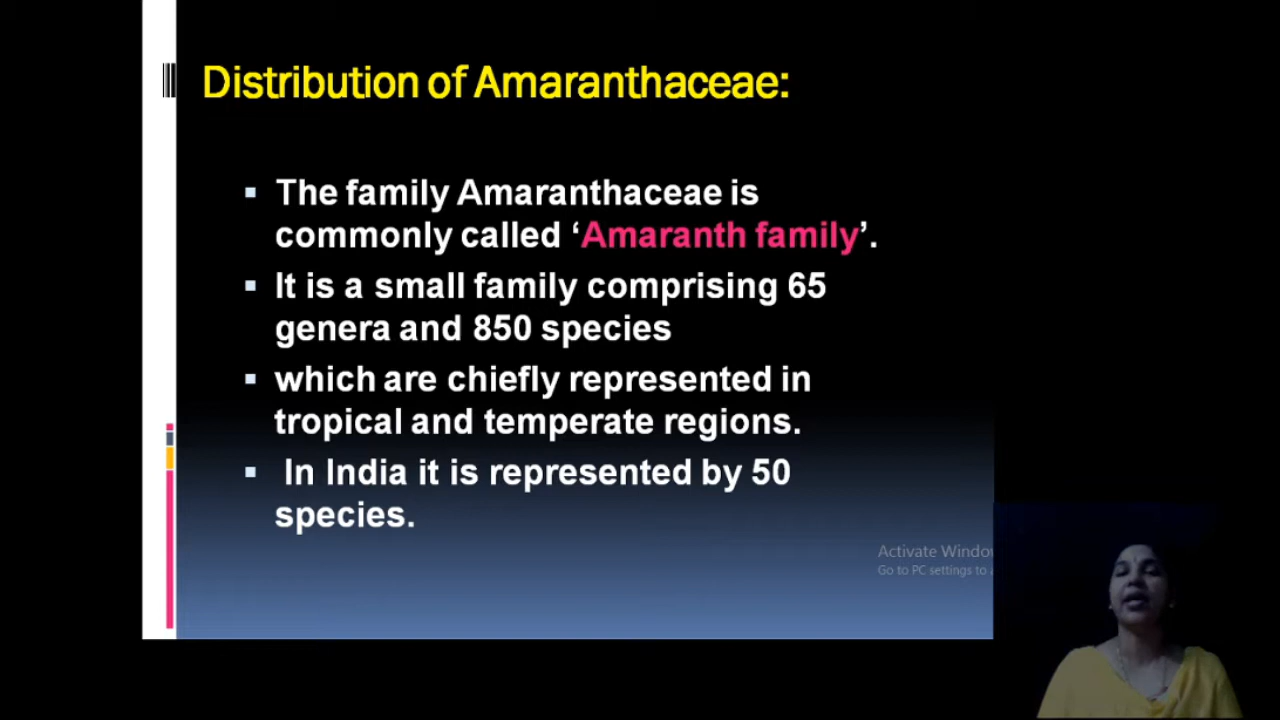 Distribution of Amaranthaceae:
▪ The family Amaranthaceae is
commonly called ‘Amaranth family’.
▪ It is a small family comprising 65
genera and 850 species
▪ which are chiefly represented in
tropical and temperate regions.
▪ In India it is represented by 50
species.
Activate
Go to PC settings to